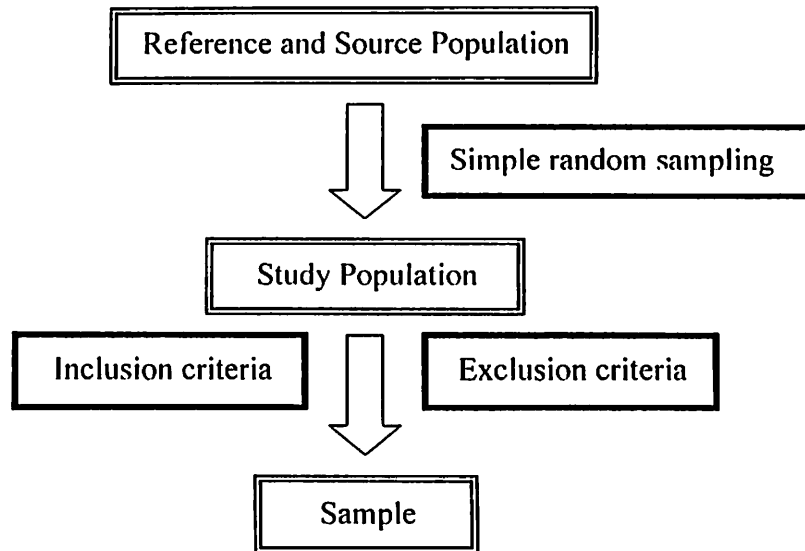 Reference and Source Population
Simple random sampling
Study Population
Inclusion criteria
Exclusion criteria
Sample